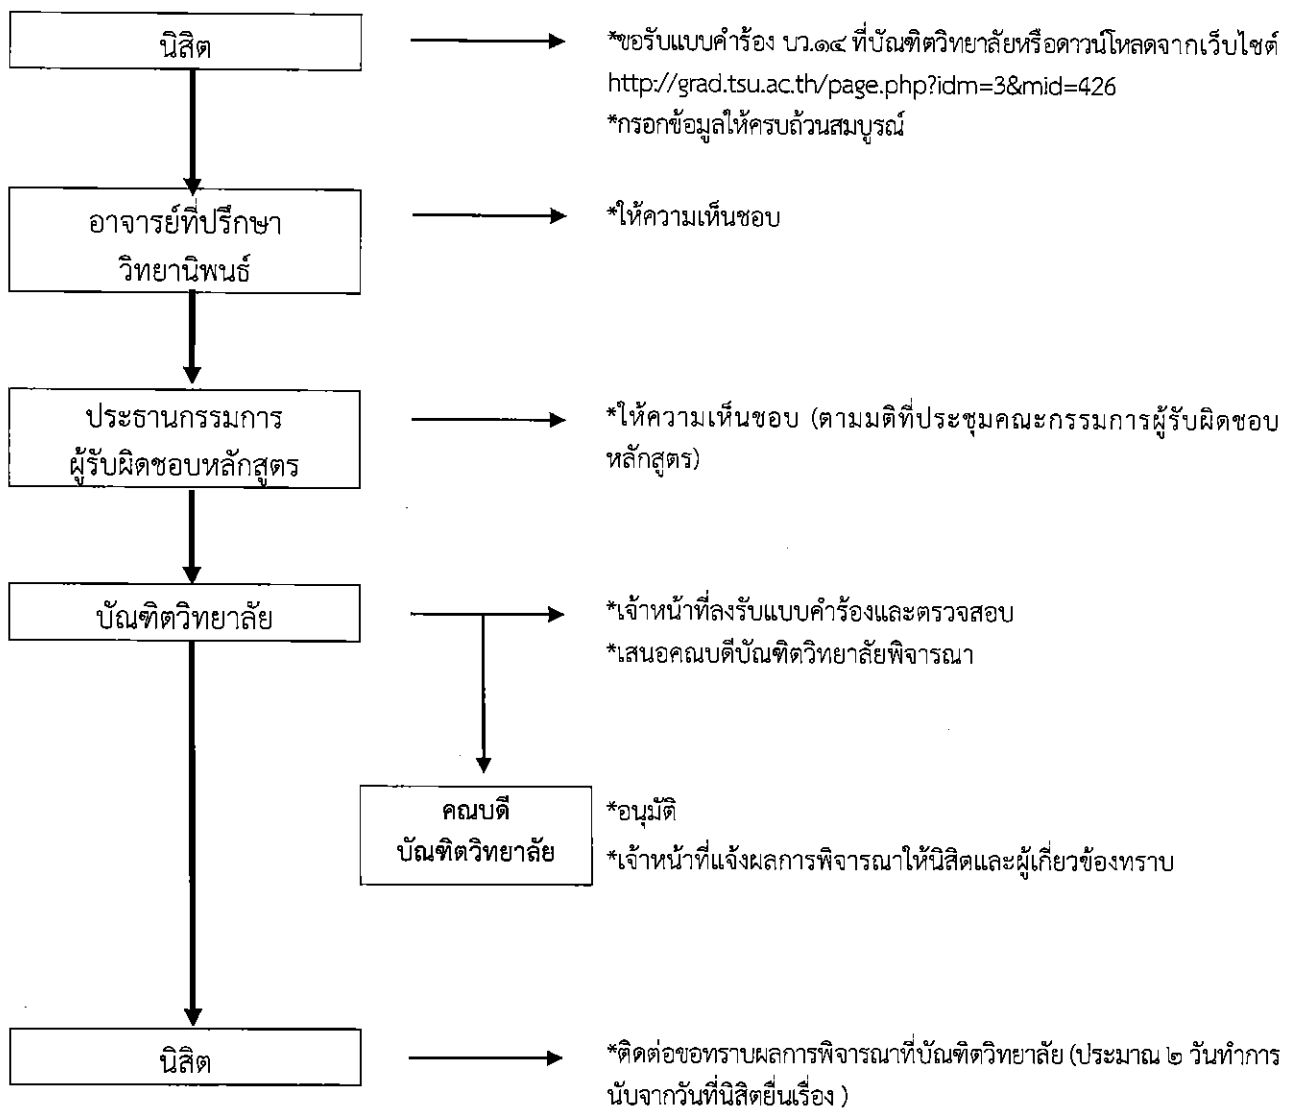 นิสิต
*ขอรับแบบคำร้อง บว.๑๔ ที่บัณฑิตวิทยาลัยหรือดาวน์โหลดจากเว็บไซต์
http://grad.tsu.ac.th/page.php?idm=3&mid=426
*กรอกข้อมูลให้ครบถ้วนสมบูรณ์
อาจารย์ที่ปรึกษา
วิทยานิพนธ์
*ให้ความเห็นชอบ
ประธานกรรมการ
ผู้รับผิดชอบหลักสูตร
*ให้ความเห็นชอบ (ตามมติที่ประชุมคณะกรรมการผู้รับผิดชอบ
หลักสูตร)
บัณฑิตวิทยาลัย
*เจ้าหน้าที่ลงรับแบบคำร้องและตรวจสอบ
*เสนอคณบดีบัณฑิตวิทยาลัยพิจารณา
คณบดี
บัณฑิตวิทยาลัย
*อนุมัติ
*เจ้าหน้าที่แจ้งผลการพิจารณาให้นิสิตและผู้เกี่ยวข้องทราบ
นิสิต
*ติดต่อขอทราบผลการพิจารณาที่บัณฑิตวิทยาลัย (ประมาณ ๒ วันทำการ
นับจากวันที่นิสิตยื่นเรื่อง )